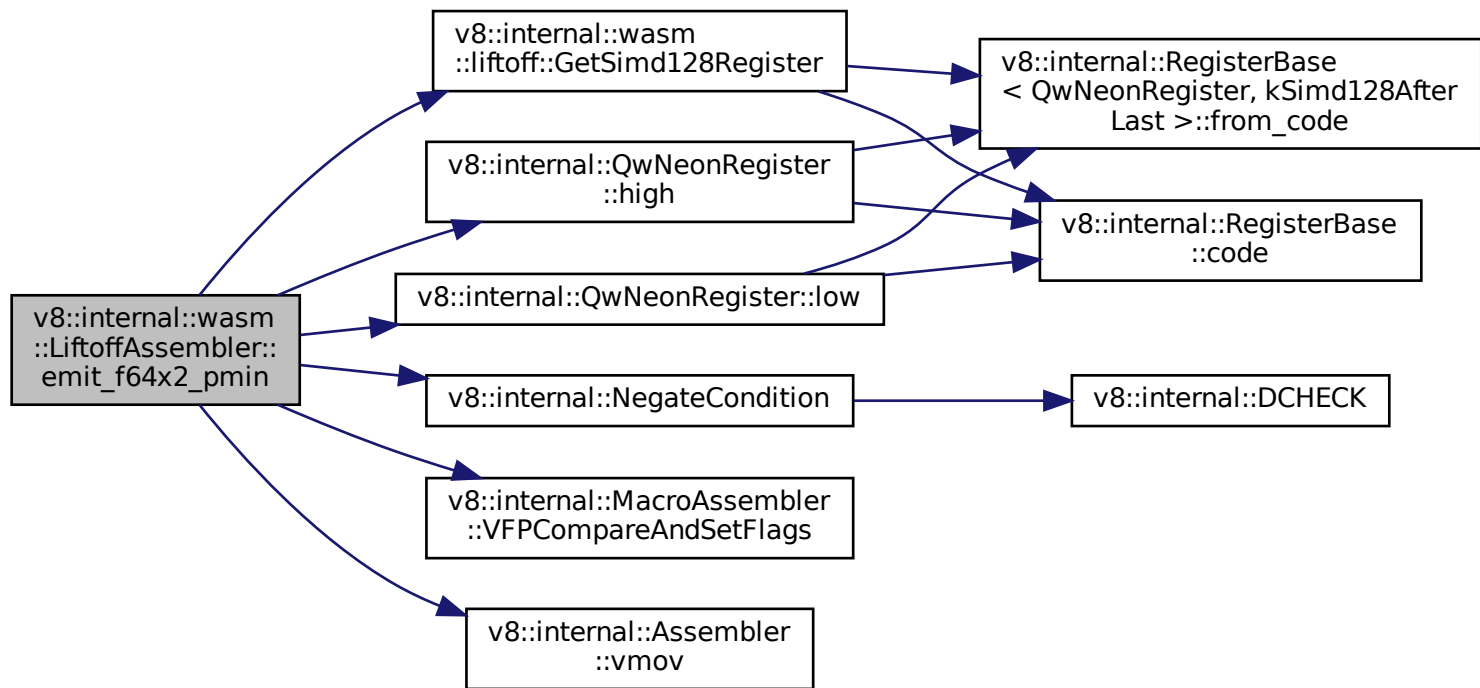 v8::internal::wasm
::LiftoffAssembler::
emit_f64x2_pmin
v8::internal::wasm
::liftoff::GetSimd128Register
v8::internal::QwNeonRegister
::high
v8::internal::QwNeonRegister::low
v8::internal::NegateCondition
v8::internal::MacroAssembler
::VFPCompareAndSetFlags
v8::internal::Assembler
::vmov
v8::internal::RegisterBase
< QwNeonRegister, kSimd128After
Last >::from_code
v8::internal::RegisterBase
::code
v8::internal::DCHECK